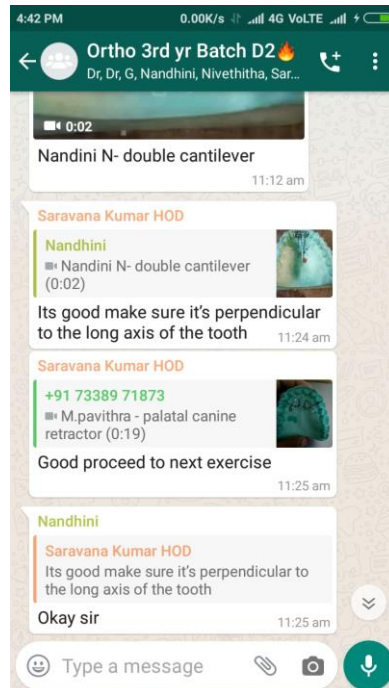 4:42 PM
0.00K/s 4G VoLTE
Ortho 3rd yr Batch D2🔥
Dr, Dr, G, Nandhini, Nivethitha, Sar...
0:02
Nandini N- double cantilever
11:12 am
Saravana Kumar HOD
Nandhini
Nandini N- double cantilever
(0:02)
Its good make sure it's perpendicular
to the long axis of the tooth
11:24 am
Saravana Kumar HOD
+91 73389 71873
M.pavithra - palatal canine
retractor (0:19)
Good proceed to next exercise
11:25 am
Nandhini
Saravana Kumar HOD
Its good make sure it's perpendicular to
the long axis of the tooth
Okay sir
11:25 am
Type a message